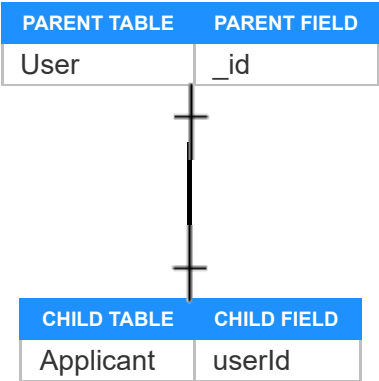 PARENT TABLE PARENT FIELD
User _id
CHILD TABLE CHILD FIELD
Applicant userId